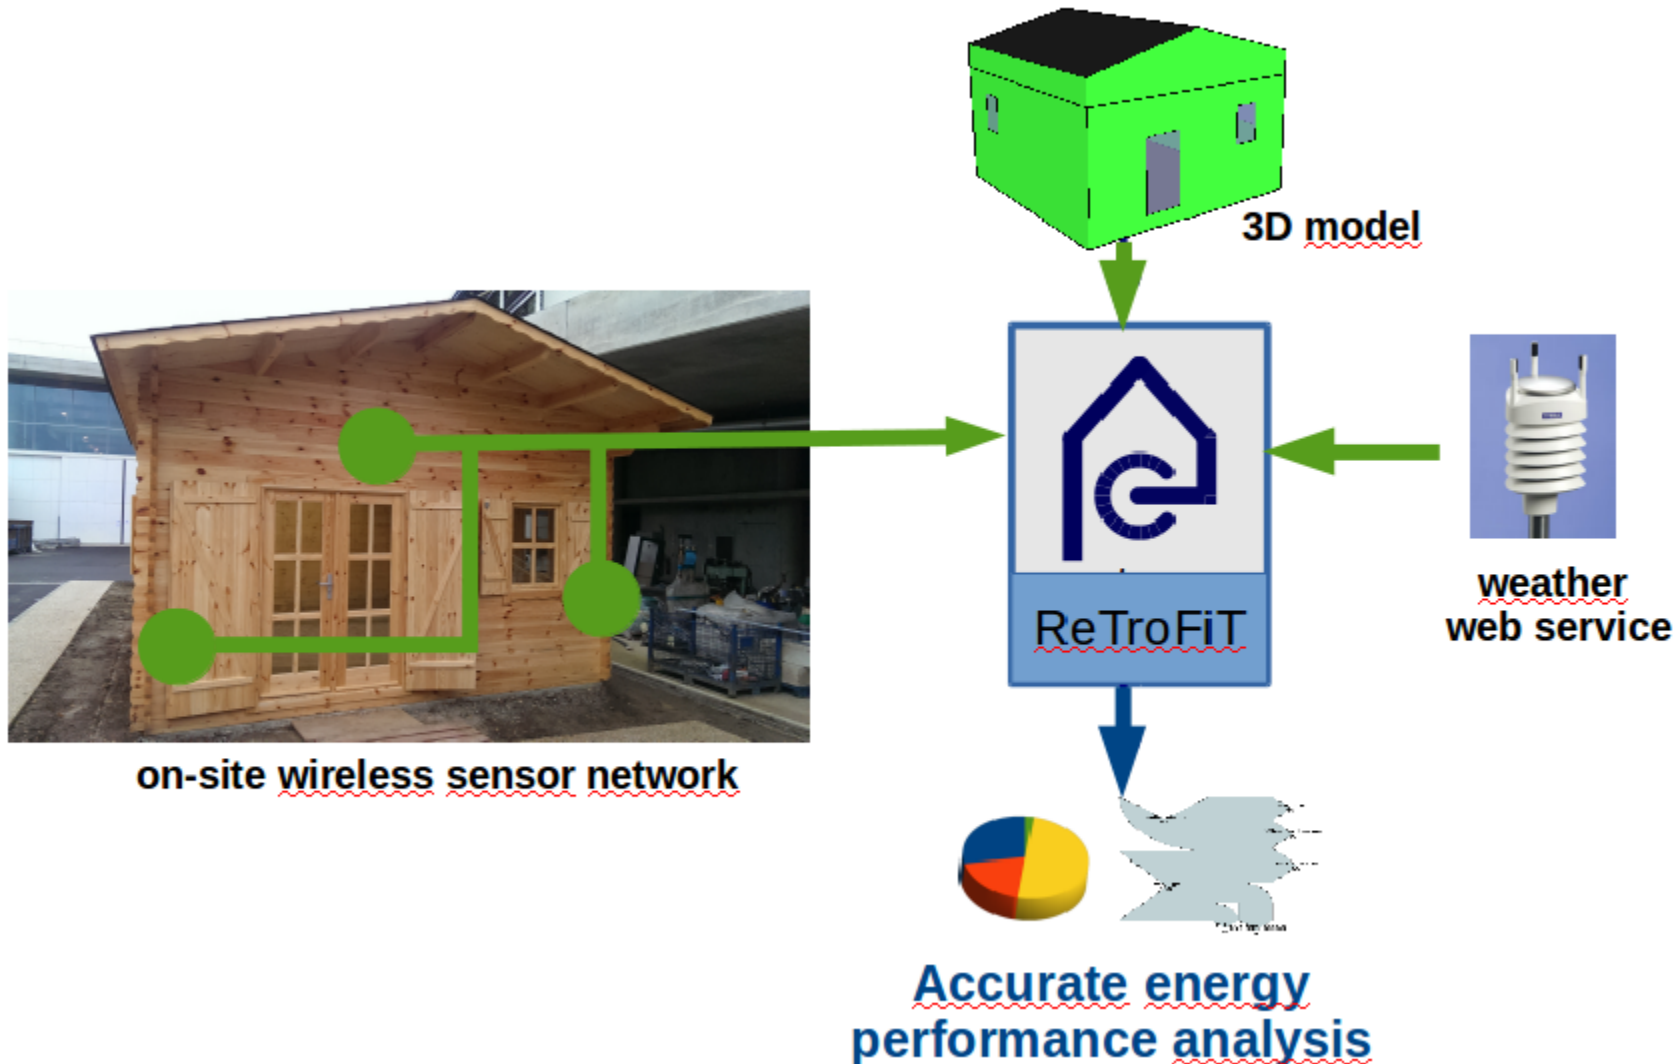 3D model
ReTroFiT
weather
web service
on-site wireless sensor network
Accurate energy
performance analysis